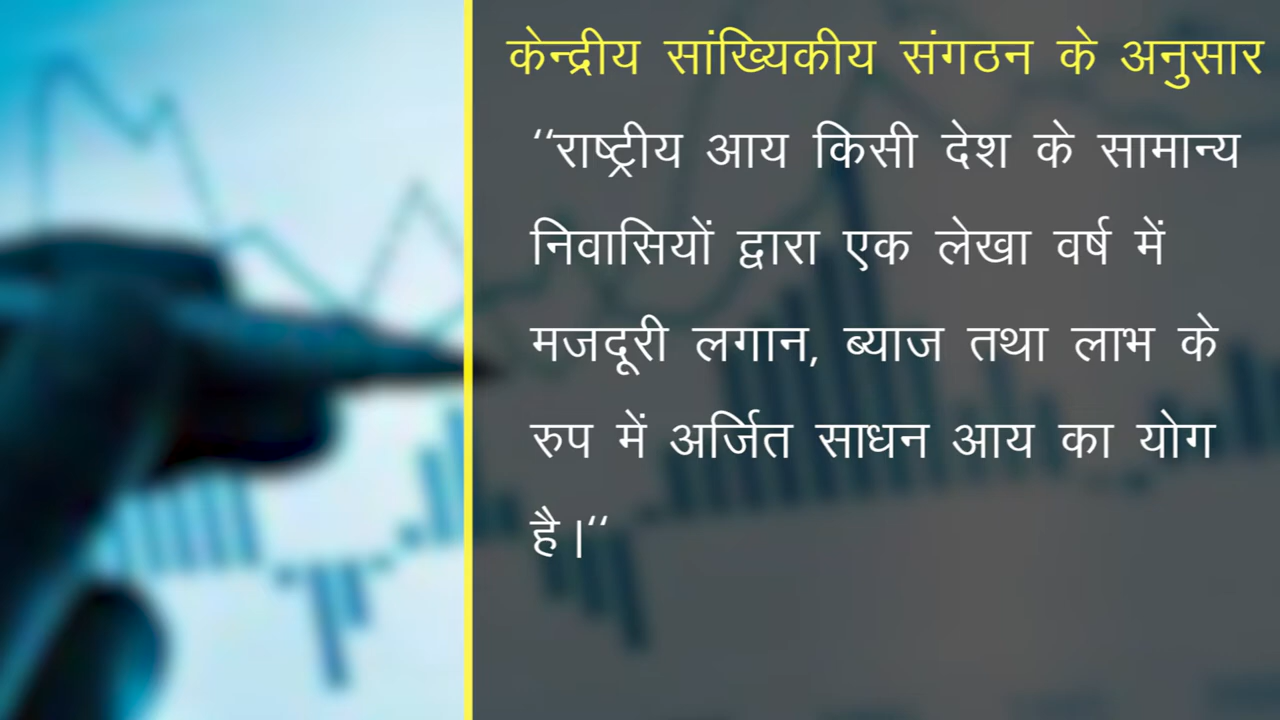 केन्द्रीय सांख्यिकीय संगठन के अनुसार
‘‘राष्ट्रीय आय किसी देश के सामान्य
निवासियों द्वारा एक लेखा वर्ष में
मजदूरी लगान, ब्याज तथा लाभ के
रुप में अर्जित साधन आय का योग
है।‘‘